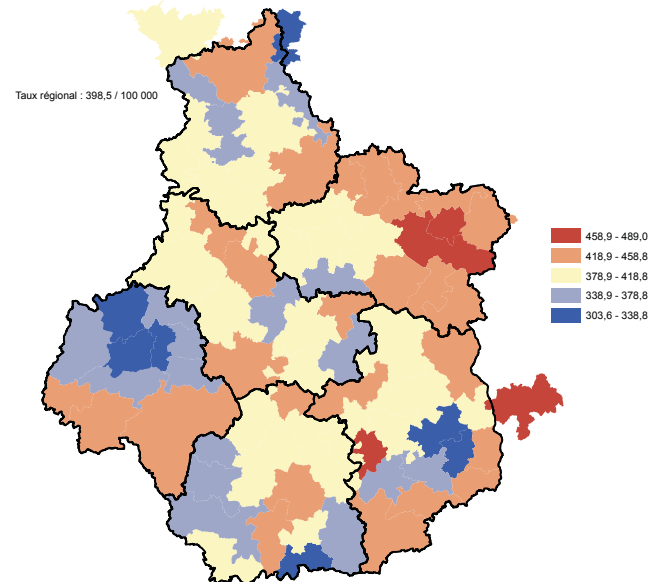 Taux régional : 398,5 / 100 000
458,9 - 489,0
418,9 - 458,8
378,9 - 418,8
338,9 - 378,8
303,6 - 338,8